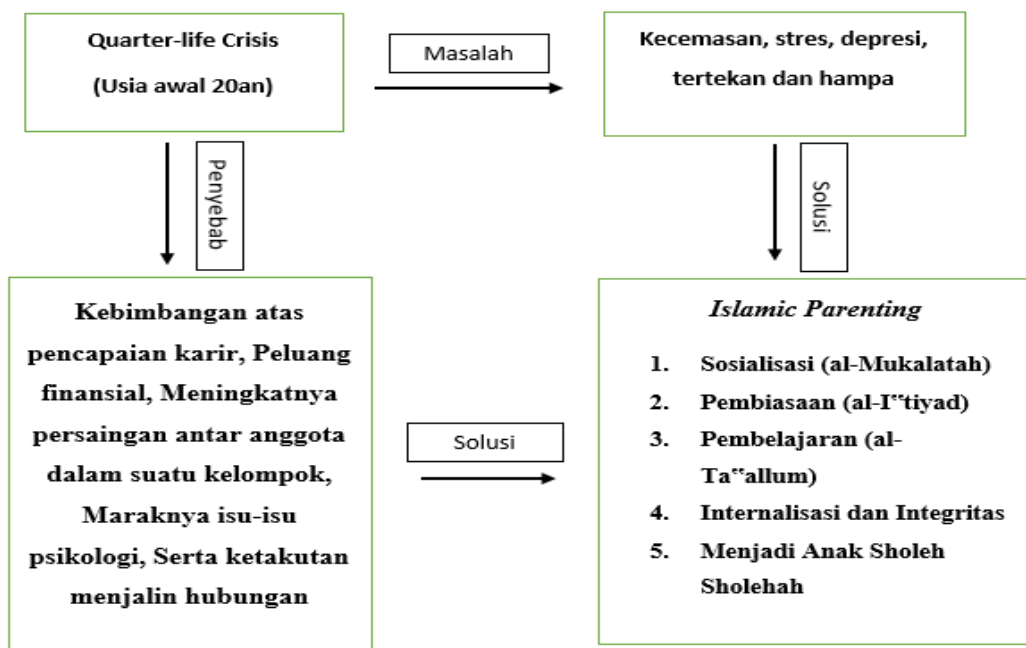 Quarter-life Crisis
(Usia awal 20an)
Masalah
Kecemasan, stres, depresi,
tertekan dan hampa
Penyebab
Solusi
Kebimbangan atas
pencapaian karir, Peluang
finansial, Meningkatnya
persaingan antar anggota
dalam suatu kelompok,
Maraknya isu-isu
psikologi, Serta ketakutan
menjalin hubungan
Solusi
Islamic Parenting
1. Sosialisasi (al-Mukalatah)
2. Pembiasaan (al-I‟tiyad)
3. Pembelajaran (al-
Ta‟allum)
4. Internalisasi dan Integritas
5. Menjadi Anak Sholeh
Sholehah